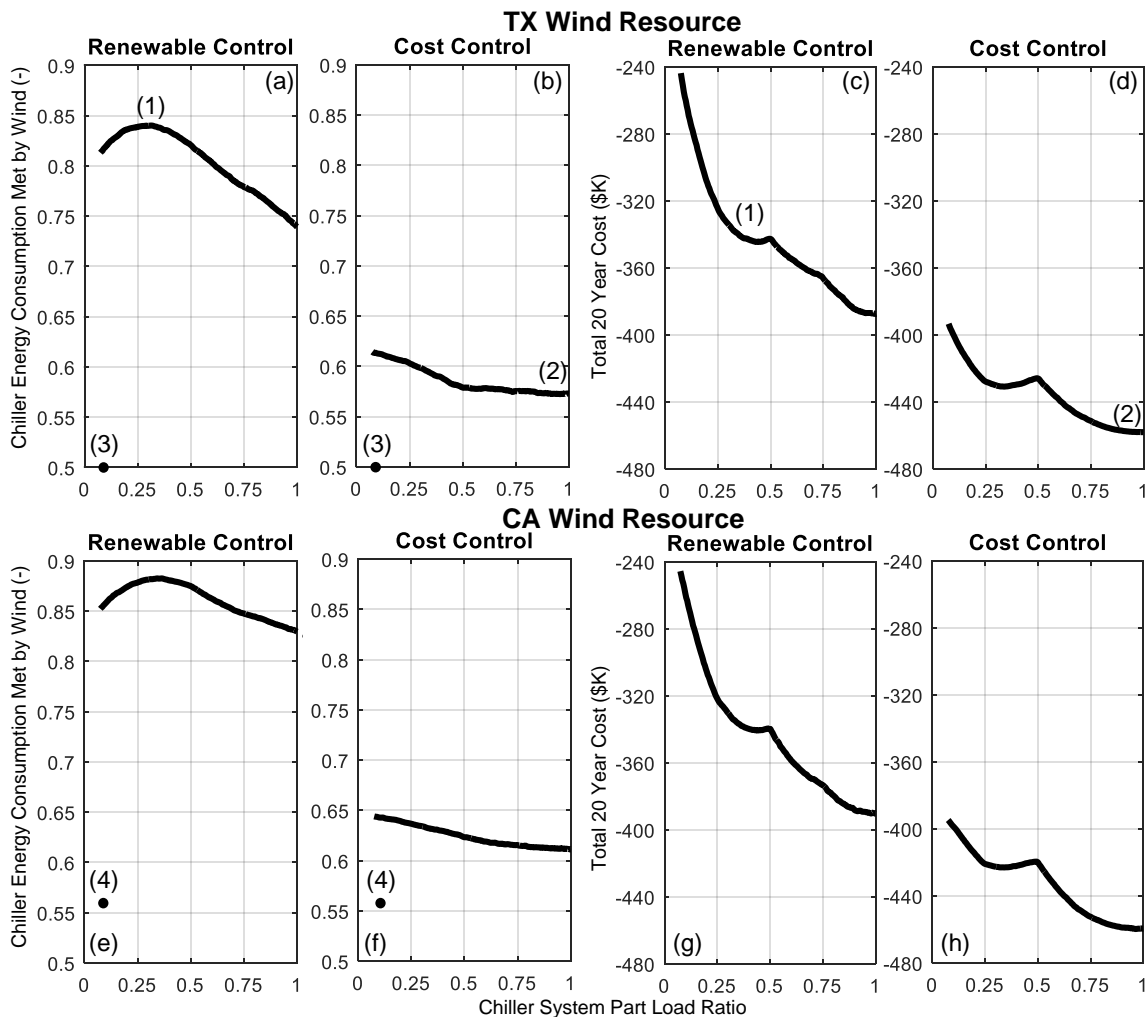 TX Wind Resource
Renewable Control
Cost Control
Renewable Control
Cost Control
Chiller Energy Consumption Met by Wind (-)
0.9
0.85
0.8
0.75
0.7
0.65
0.6
0.55
0.5
(a)
(1)
(3)
0 0.25 0.5 0.75 1
0.9
0.85
0.8
0.75
0.7
0.65
0.6
0.55
0.5
(b)
(2)
(3)
0 0.25 0.5 0.75 1
Total 20 Year Cost ($K)
-240
-280
-320
-360
-400
-440
-480
(c)
(1)
0 0.25 0.5 0.75 1
-240
-280
-320
-360
-400
-440
-480
(d)
(2)
0 0.25 0.5 0.75 1
CA Wind Resource
Renewable Control
Cost Control
Renewable Control
Cost Control
Chiller Energy Consumption Met by Wind (-)
0.9
0.85
0.8
0.75
0.7
0.65
0.6
0.55
0.5
(4)
(e)
0 0.25 0.5 0.75 1
0.9
0.85
0.8
0.75
0.7
0.65
0.6
0.55
0.5
(4)
(f)
0 0.25 0.5 0.75 1
Total 20 Year Cost ($K)
-240
-280
-320
-360
-400
-440
-480
(g)
0 0.25 0.5 0.75 1
-240
-280
-320
-360
-400
-440
-480
(h)
0 0.25 0.5 0.75 1
Chiller System Part Load Ratio